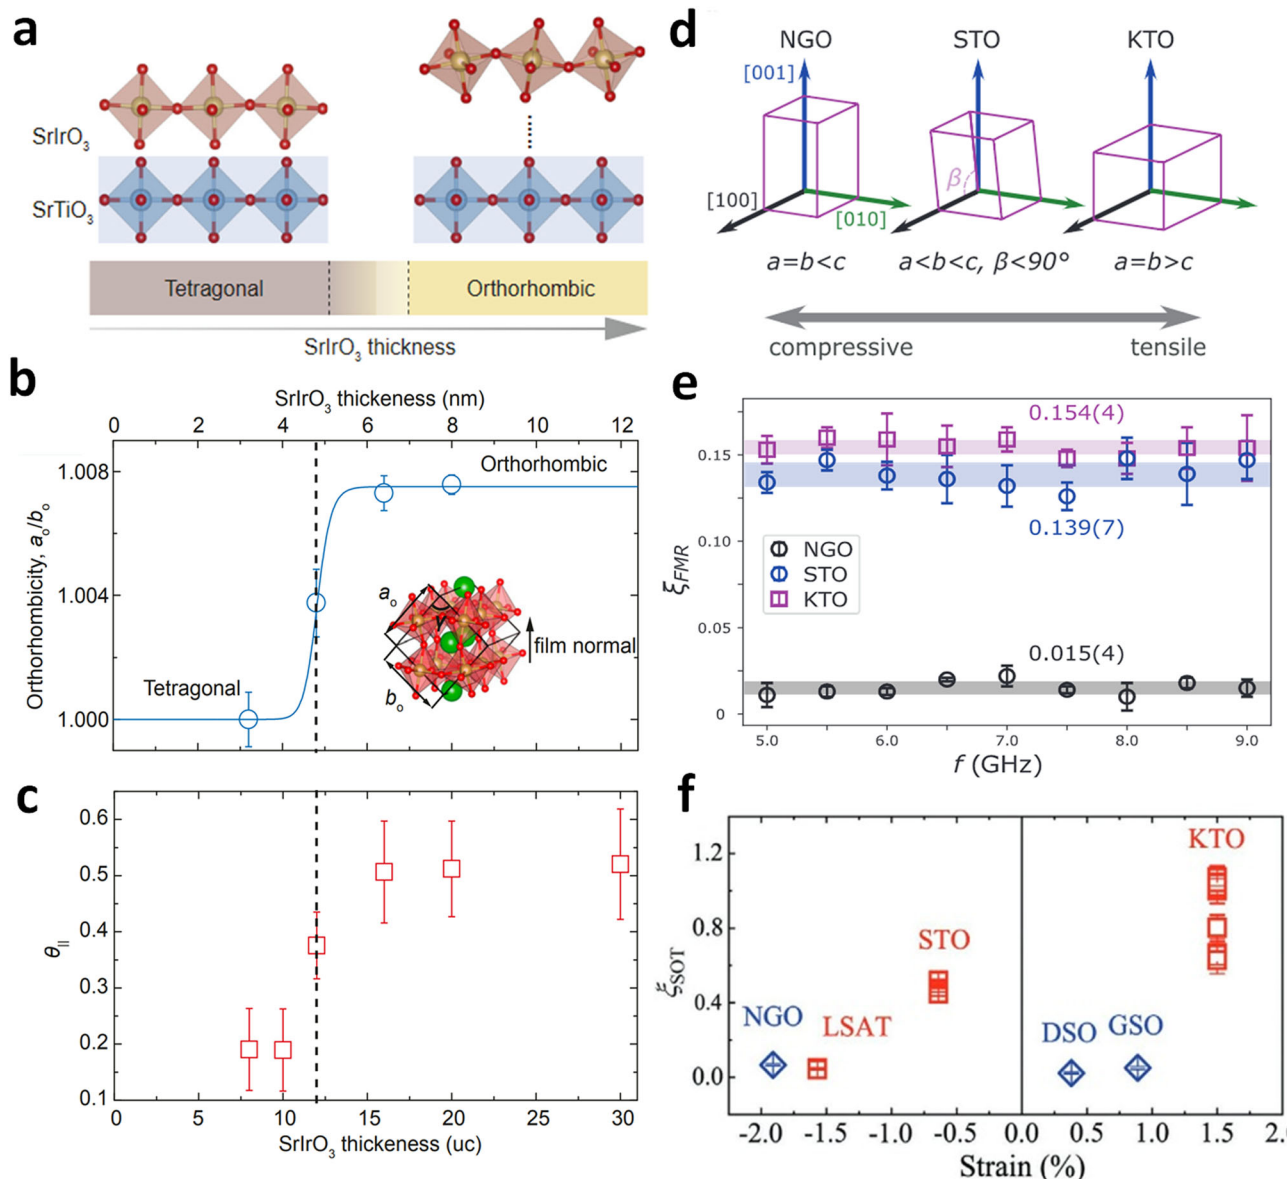 a
SrIrO3
SrTiO3
Tetragonal
Orthorhombic
SrIrO3 thickness
b
SrIrO3 thickeness (nm)
0 2 4 6 8 10 12
Orthorhombicity, ao/bo
1.008
1.004
1.000
Orthorhombic
Tetragonal
ao
γ
bo
film normal
c
θ||
0.6
0.5
0.4
0.3
0.2
0.1
0 5 10 15 20 25 30
SrIrO3 thickness (uc)
d
NGO STO KTO
[001]
β
[100]
[010]
a=b<c a<b<c, β<90° a=b>c
compressive tensile
e
ξFMR
0.15
0.10
0.05
0
0.154(4)
0.139(7)
NGO
STO
KTO
0.015(4)
5.0 6.0 7.0 8.0 9.0
f (GHz)
f
ξSOT
1.2
0.8
0.4
0.0
KTO
STO
NGO
LSAT
DSO
GSO
-2.0 -1.5 -1.0 -0.5 0.0 0.5 1.0 1.5 2.0
Strain (%)